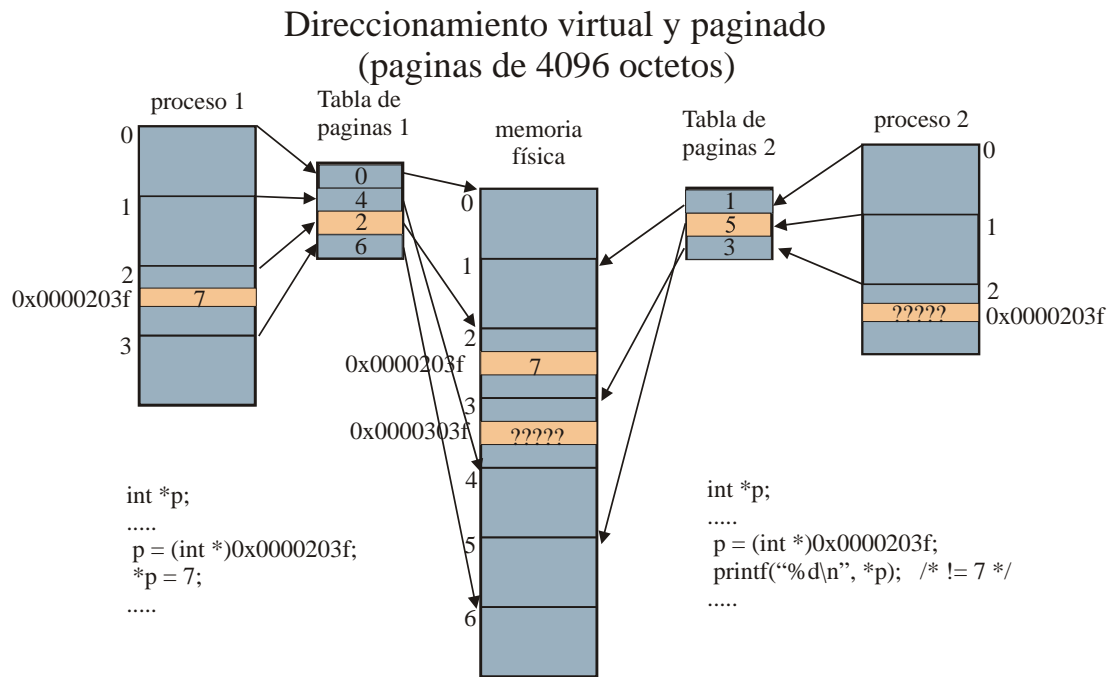 Direccionamiento virtual y paginado
(paginas de 4096 octetos)
proceso 1
Tabla de
paginas 1
memoria
física
Tabla de
paginas 2
proceso 2
0
1
2
0x0000203f
7
3
0
4
2
6
0
1
2
0x0000203f
7
3
0x0000303f
?????
4
5
6
1
5
3
0
1
2
?????
0x0000203f
int *p;
.....
p = (int *)0x0000203f;
*p = 7;
.....
int *p;
.....
p = (int *)0x0000203f;
printf(“%d\n”, *p);   /* != 7 */
.....